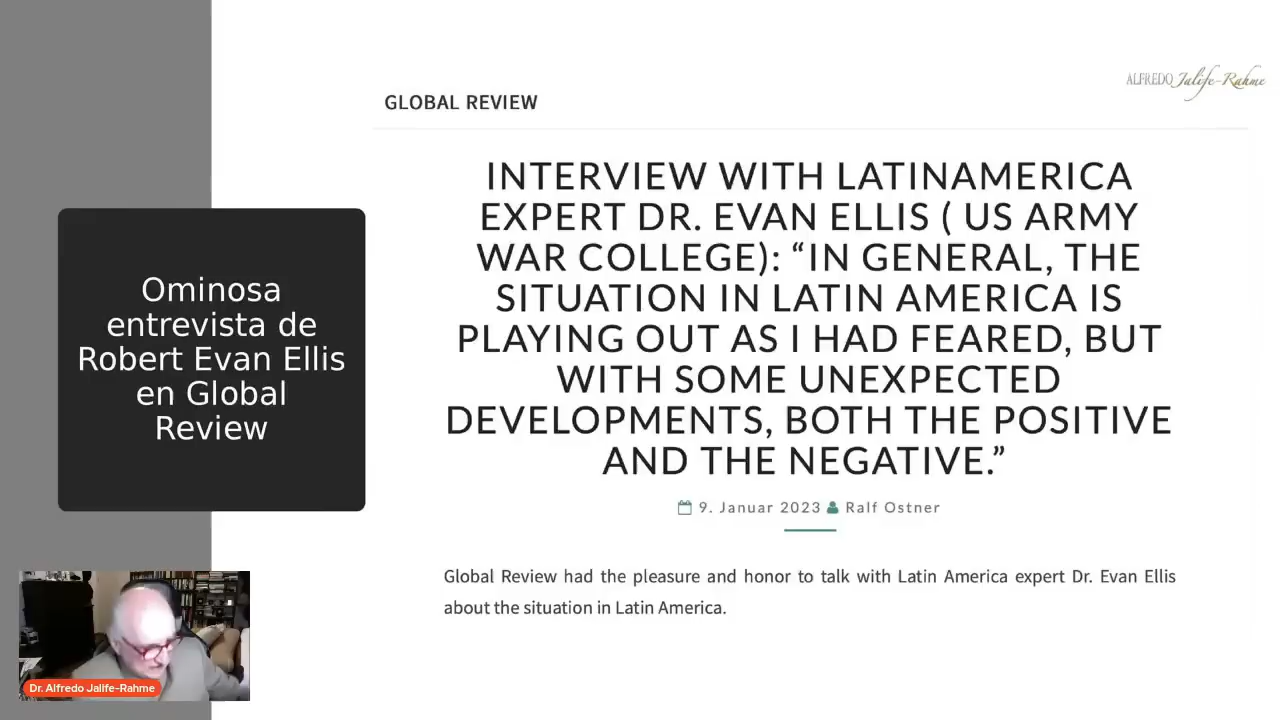 ALFREDO Jalife-Rahme
GLOBAL REVIEW
INTERVIEW WITH LATINAMERICA
EXPERT DR. EVAN ELLIS ( US ARMY
WAR COLLEGE): “IN GENERAL, THE
SITUATION IN LATIN AMERICA IS
PLAYING OUT AS I HAD FEARED, BUT
WITH SOME UNEXPECTED
DEVELOPMENTS, BOTH THE POSITIVE
AND THE NEGATIVE.”
9. Januar 2023 Ralf Ostner
Global Review had the pleasure and honor to talk with Latin America expert Dr. Evan Ellis
about the situation in Latin America.
Ominosa
entrevista de
Robert Evan Ellis
en Global
Review
Dr. Alfredo Jalife-Rahme